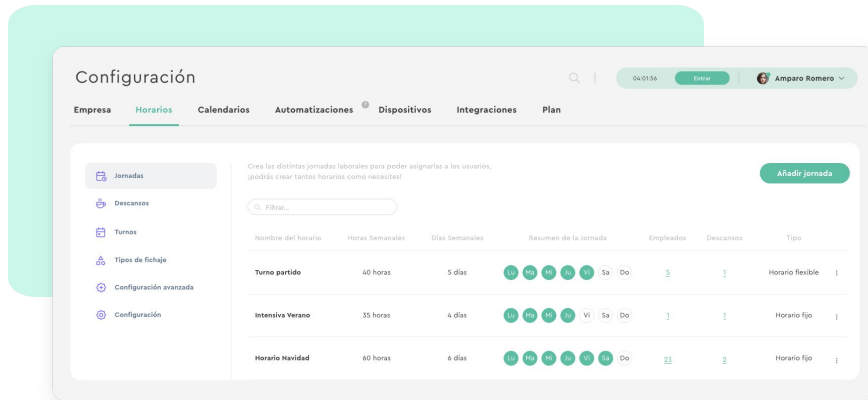 Configuración
04:01:56 Entrar Amparo Romero
Empresa Horarios Calendarios Automatizaciones ? Dispositivos Integraciones Plan
Jornadas
Descansos
Turnos
Tipos de fichaje
Configuración avanzada
Configuración
Crea las distintas jornadas laborales para poder asignarlas a los usuarios,
¡podrás crear tantos horarios como necesites!
Añadir jornada
Filtrar...
Nombre del horario Horas Semanales Días Semanales Resumen de la Jornada Empleados Descansos Tipo
Turno partido 40 horas 5 días Lu Ma Mi Ju Vi Sa Do 5 1 Horario flexible
Intensiva Verano 35 horas 4 días Lu Ma Mi Ju Vi Sa Do 1 1 Horario fijo
Horario Navidad 60 horas 6 días Lu Ma Mi Ju Vi Sa Do 23 2 Horario fijo